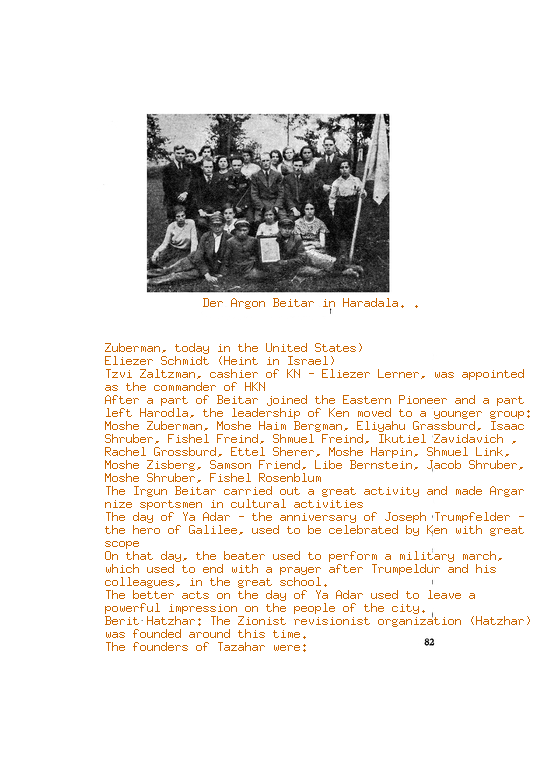 Der Argon Beitar in Haradala. .
Zuberman, today in the United States)
Eliezer Schmidt (Heint in Israel)
Tzvi Zaltzman, cashier of KN - Eliezer Lerner, was appointed
as the commander of HKN
After a part of Beitar joined the Eastern Pioneer and a part
left Harodla, the leadership of Ken moved to a younger group:
Moshe Zuberman, Moshe Haim Bergman, Eliyahu Grassburd, Isaac
Shruber, Fishel Freind, Shmuel Freind, Ikutiel Zavidavich ,
Rachel Grossburd, Ettel Sherer, Moshe Harpin, Shmuel Link,
Moshe Zisberg, Samson Friend, Libe Bernstein, Jacob Shruber,
Moshe Shruber, Fishel Rosenblum
The Irgun Beitar carried out a great activity and made Argar
nize sportsmen in cultural activities
The day of Ya Adar - the anniversary of Joseph Trumpfelder -
the hero of Galilee, used to be celebrated by Ken with great
scope
On that day, the beater used to perform a military march,
which used to end with a prayer after Trumpeldur and his
colleagues, in the great school.
The better acts on the day of Ya Adar used to leave a
powerful impression on the people of the city.
Berit Hatzhar: The Zionist revisionist organization (Hatzhar)
was founded around this time.
The founders of Tazahar were:
82